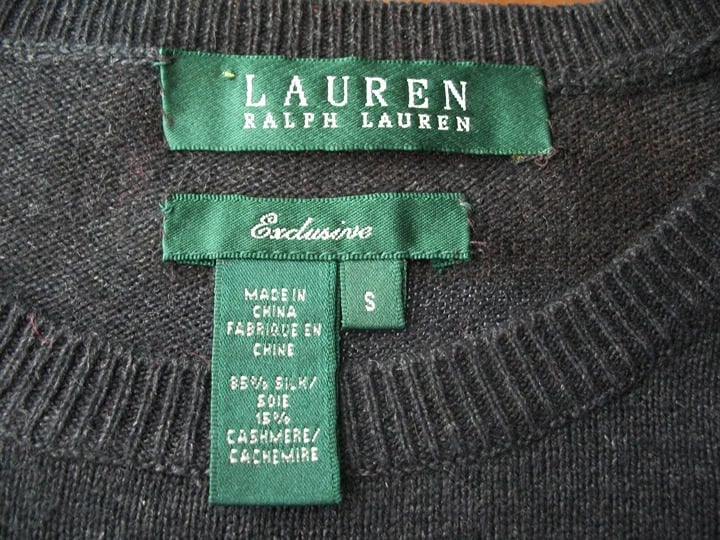 LAUREN
RALPH LAUREN
Exclusive
S
MADE IN
CHINA
FABRIQUE EN
CHINE
85% SILK/
SOIE
15%
CASHMERE/
CACHEMIRE